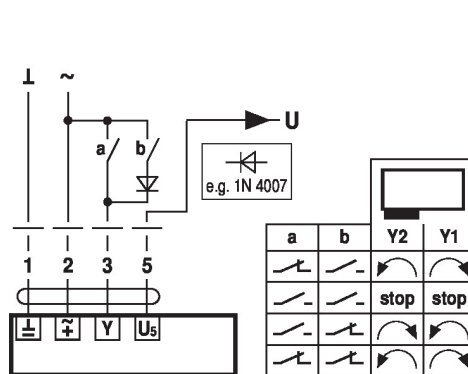 ⊥ ~
a b
U
e.g. 1N 4007
1 2 3 5
⊥ ~+ Y U5
a b Y2 Y1
stop stop